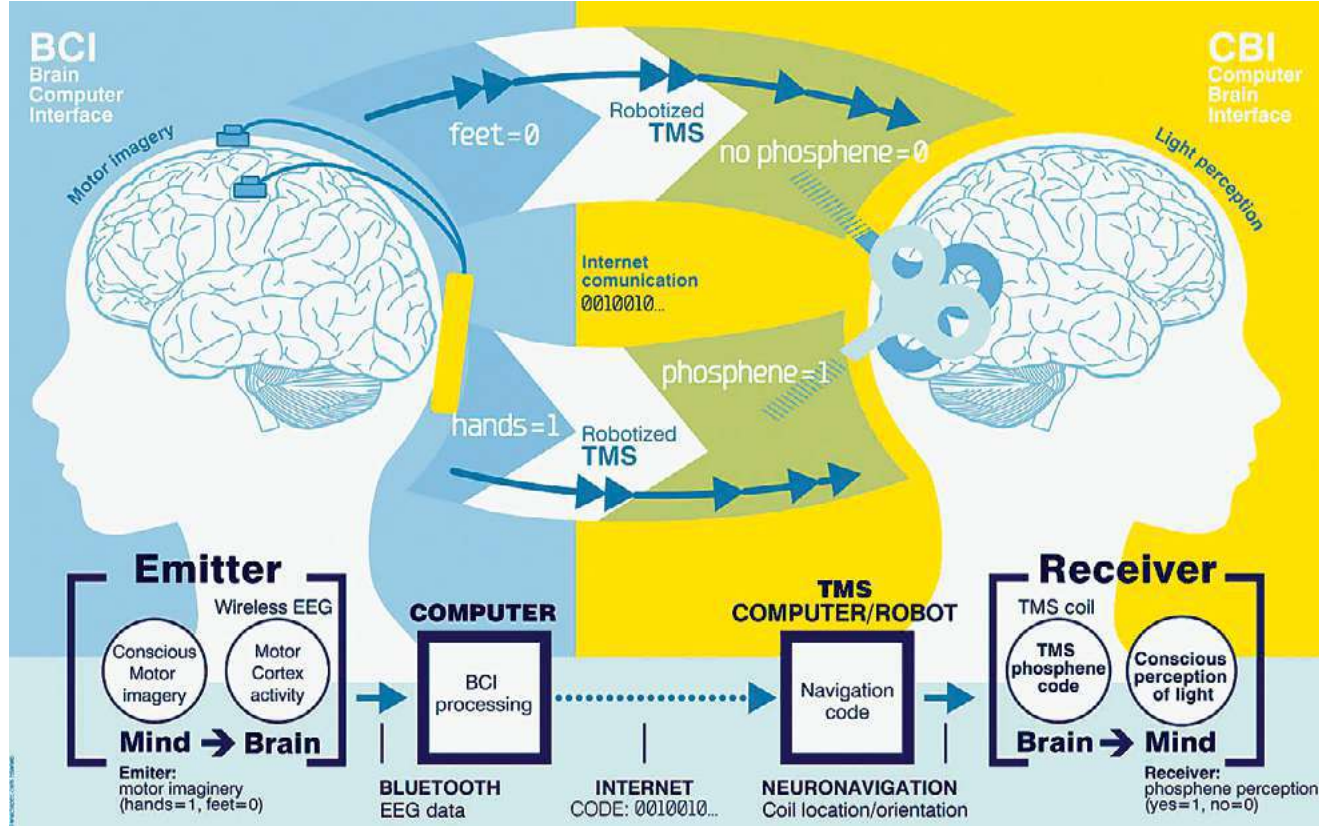 BCI
Brain
Computer
Interface
CBI
Computer
Brain
Interface
Motor imagery
feet=0
Robotized
TMS
no phosphene=0
Light perception
Internet
comunication
0010010...
phosphene=1
hands=1
Robotized
TMS
Emitter
Wireless EEG
Conscious
Motor
imagery
Motor
Cortex
activity
Mind → Brain
Emiter:
motor imaginery
(hands=1, feet=0)
COMPUTER
BCI
processing
BLUETOOTH
EEG data
INTERNET
CODE: 0010010...
TMS
COMPUTER/ROBOT
Navigation
code
NEURONAVIGATION
Coil location/orientation
Receiver
TMS coil
TMS
phosphene
code
Conscious
perception
of light
Brain → Mind
Receiver:
phosphene perception
(yes=1, no=0)